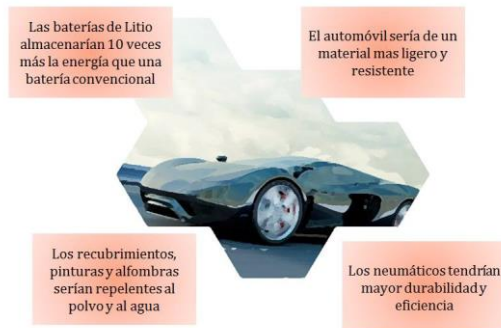 Las baterías de Litio
almacenarían 10 veces
más la energía que una
batería convencional
El automóvil sería de un
material mas ligero y
resistente
Los recubrimientos,
pinturas y alfombras
serían repelentes al
polvo y al agua
Los neumáticos tendrían
mayor durabilidad y
eficiencia